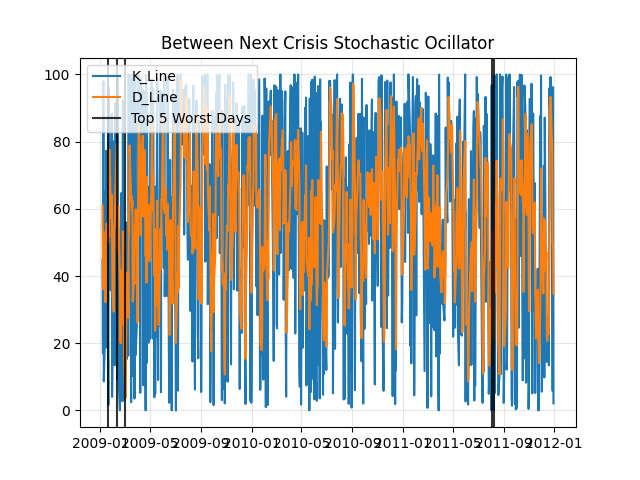 Between Next Crisis Stochastic Ocillator
K_Line
D_Line
Top 5 Worst Days
100
80
60
40
20
0
2009-01 2009-05 2009-09 2010-01 2010-05 2010-09 2011-01 2011-05 2011-09 2012-01